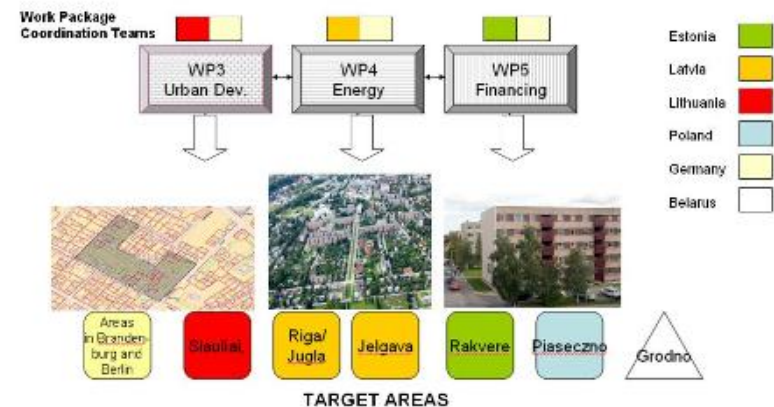 Work Package
Coordination Teams
WP3
Urban Dev.
WP4
Energy
WP5
Financing
Estonia
Latvia
Lithuania
Poland
Germany
Belarus
Areas
in Branden-
burg and
Berlin
Siauliai,
Riga/
Jugla
Jelgava
Rakvere
Piaseczno
Grodno
TARGET AREAS